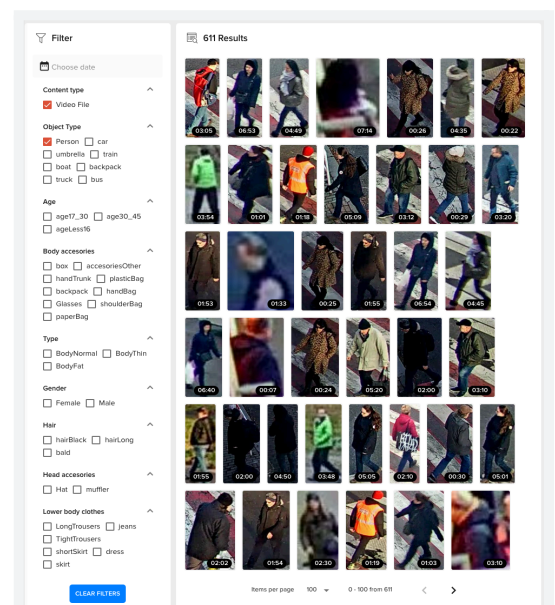 Filter
Choose date
Content type
Video File
Object Type
Person car
umbrella train
boat backpack
truck bus
Age
age17_30 age30_45
ageLess16
Body accesories
box accesoriesOther
handTrunk plasticBag
backpack handBag
Glasses shoulderBag
paperBag
Type
BodyNormal BodyThin
BodyFat
Gender
Female Male
Hair
hairBlack hairLong
bald
Head accesories
Hat muffler
Lower body clothes
LongTrousers jeans
TightTrousers
shortSkirt dress
skirt
CLEAR FILTERS
611 Results
03:05 06:53 04:49 07:14 00:26 04:35 00:22
03:54 01:01 01:18 05:09 03:12 00:29 03:20
01:53 01:33 00:25 01:55 06:54 04:45
06:40 00:07 00:24 05:20 02:00 03:10
01:55 02:00 04:50 03:48 05:05 02:10 00:30 05:01
02:02 01:54 02:30 01:19 01:03 03:10
Items per page 100 0 - 100 from 611